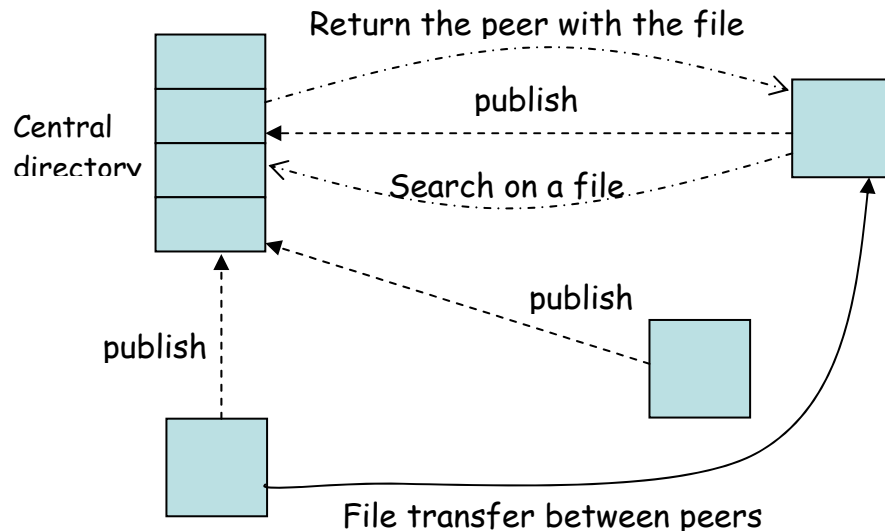 Return the peer with the file
publish
Central
directory
Search on a file
publish
publish
File transfer between peers